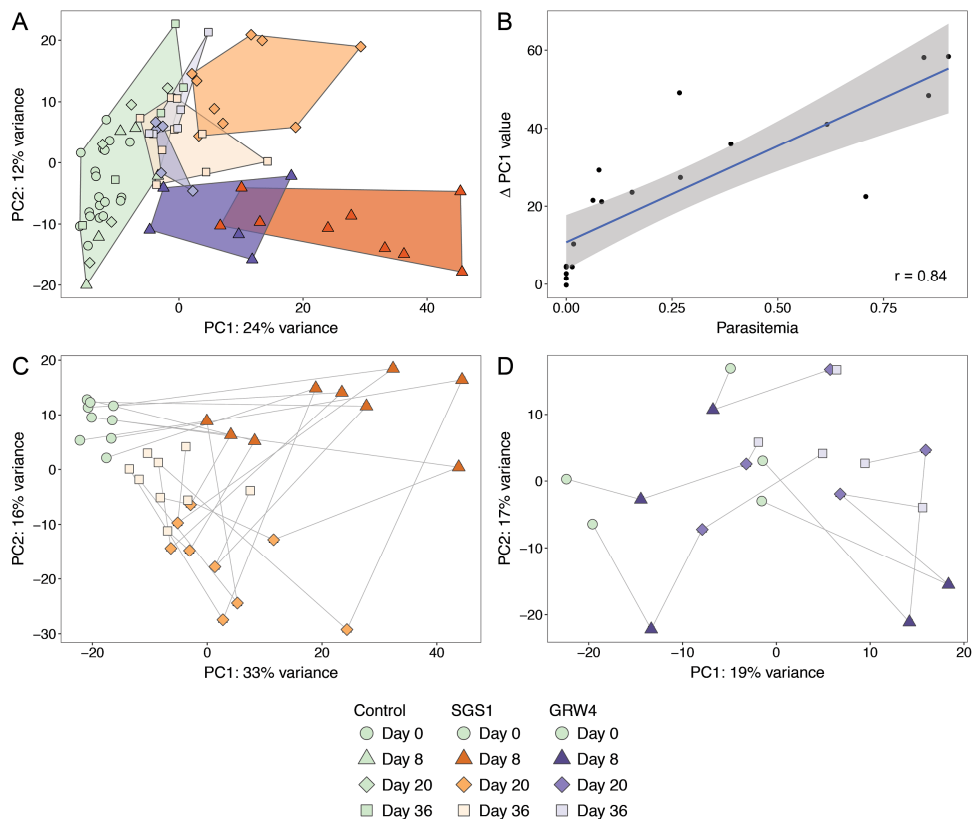 A
20
10
0
−10
−20
PC2: 12% variance
0
20
40
PC1: 24% variance
B
60
40
20
0
Δ PC1 value
r = 0.84
0.00
0.25
0.50
0.75
Parasitemia
C
20
10
0
−10
−20
−30
PC2: 16% variance
−20
0
20
40
PC1: 33% variance
D
10
0
−10
−20
PC2: 17% variance
−20
−10
0
10
20
PC1: 19% variance
Control SGS1 GRW4
Day 0 Day 0 Day 0
Day 8 Day 8 Day 8
Day 20 Day 20 Day 20
Day 36 Day 36 Day 36